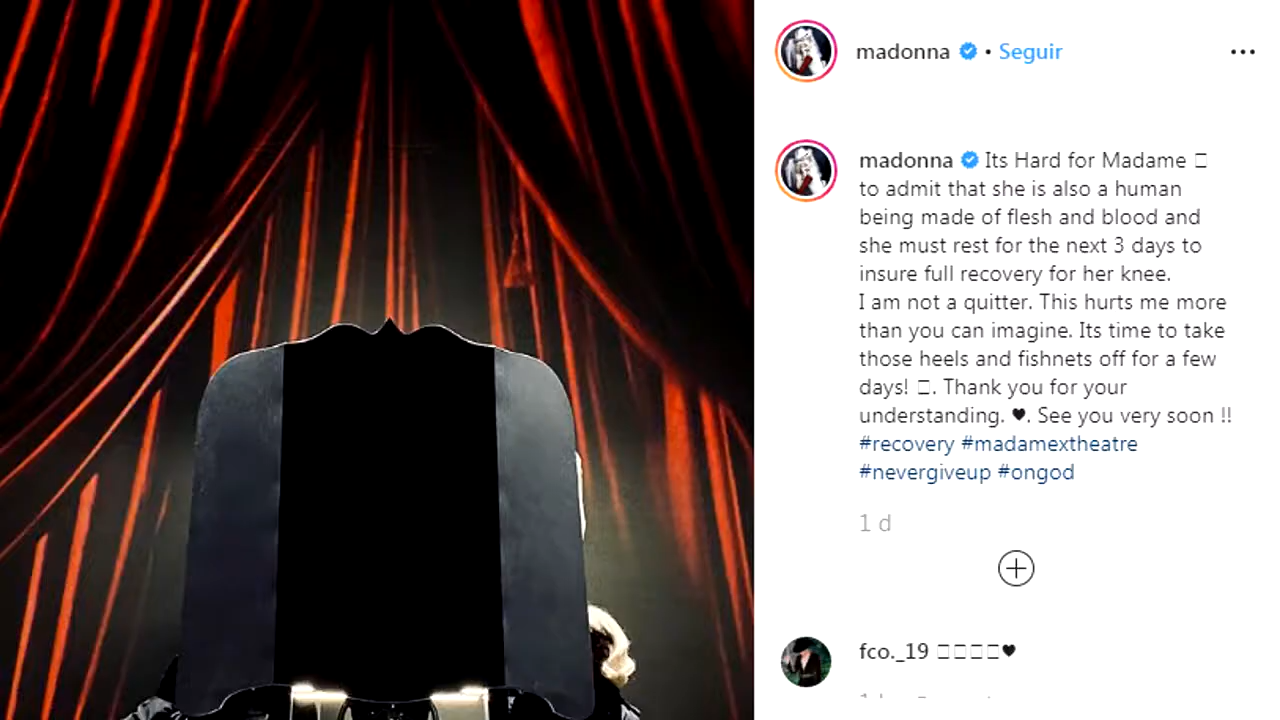 madonna • Seguir
madonna Its Hard for Madame □
to admit that she is also a human
being made of flesh and blood and
she must rest for the next 3 days to
insure full recovery for her knee.
I am not a quitter. This hurts me more
than you can imagine. Its time to take
those heels and fishnets off for a few
days! □. Thank you for your
understanding. ♥. See you very soon !!
#recovery #madamextheatre
#nevergiveup #ongod
1 d
fco._19 □□□□♥